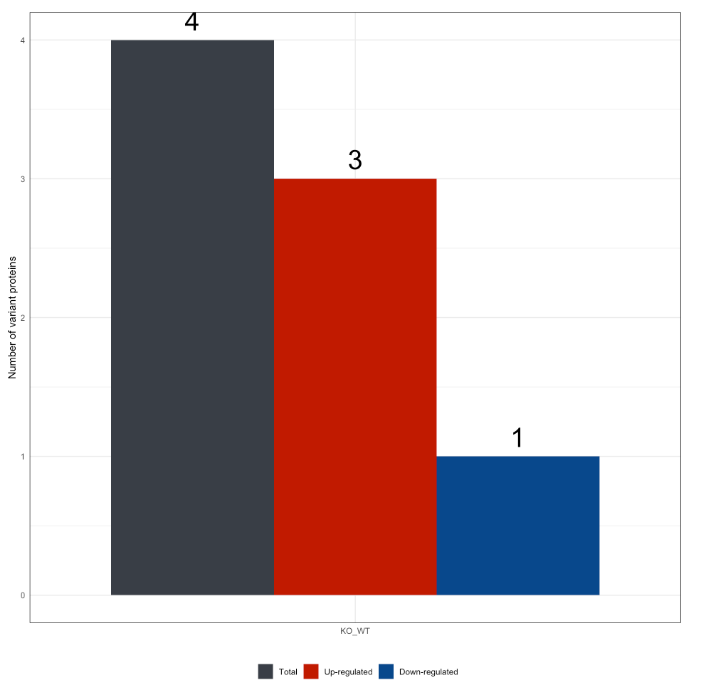 4
3
1
4
3
2
1
0
Number of variant proteins
KO_WT
Total Up-regulated Down-regulated